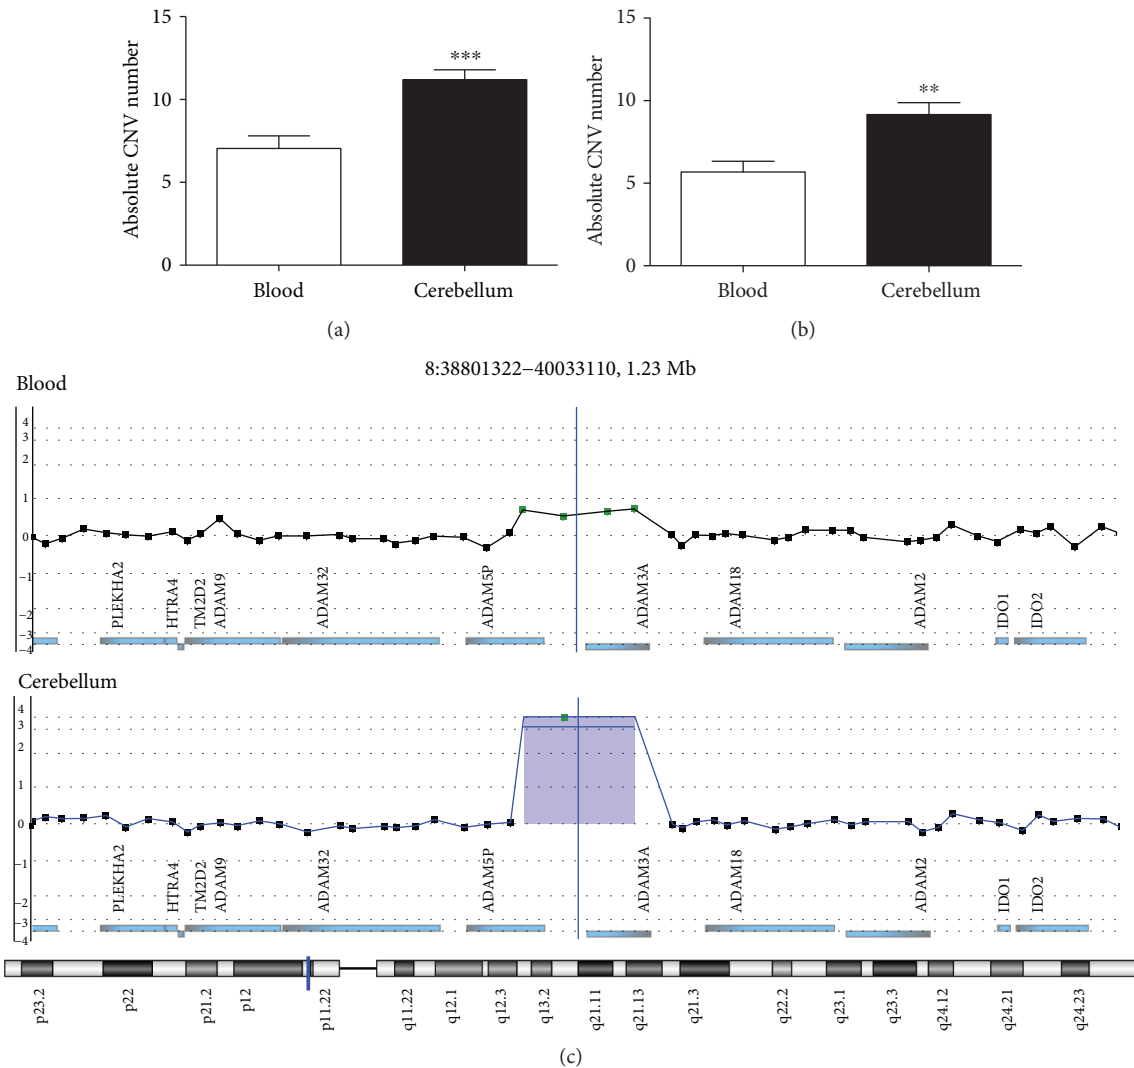 15
10
5
0
Absolute CNV number
***
Blood
Cerebellum
(a)
15
10
5
0
Absolute CNV number
**
Blood
Cerebellum
(b)
8:38801322−40033110, 1.23 Mb
Blood
4
3
2
1
0
−1
−2
−3
−4
PLEKHA2
HTRA4
TM2D2
ADAM9
ADAM32
ADAM5P
ADAM3A
ADAM18
ADAM2
IDO1
IDO2
Cerebellum
4
3
2
1
0
−1
−2
−3
−4
PLEKHA2
HTRA4
TM2D2
ADAM9
ADAM32
ADAM5P
ADAM3A
ADAM18
ADAM2
IDO1
IDO2
p23.2
p22
p21.2
p12
p11.22
q11.22
q12.1
q12.3
q13.2
q21.11
q21.13
q21.3
q22.2
q23.1
q23.3
q24.12
q24.21
q24.23
(c)